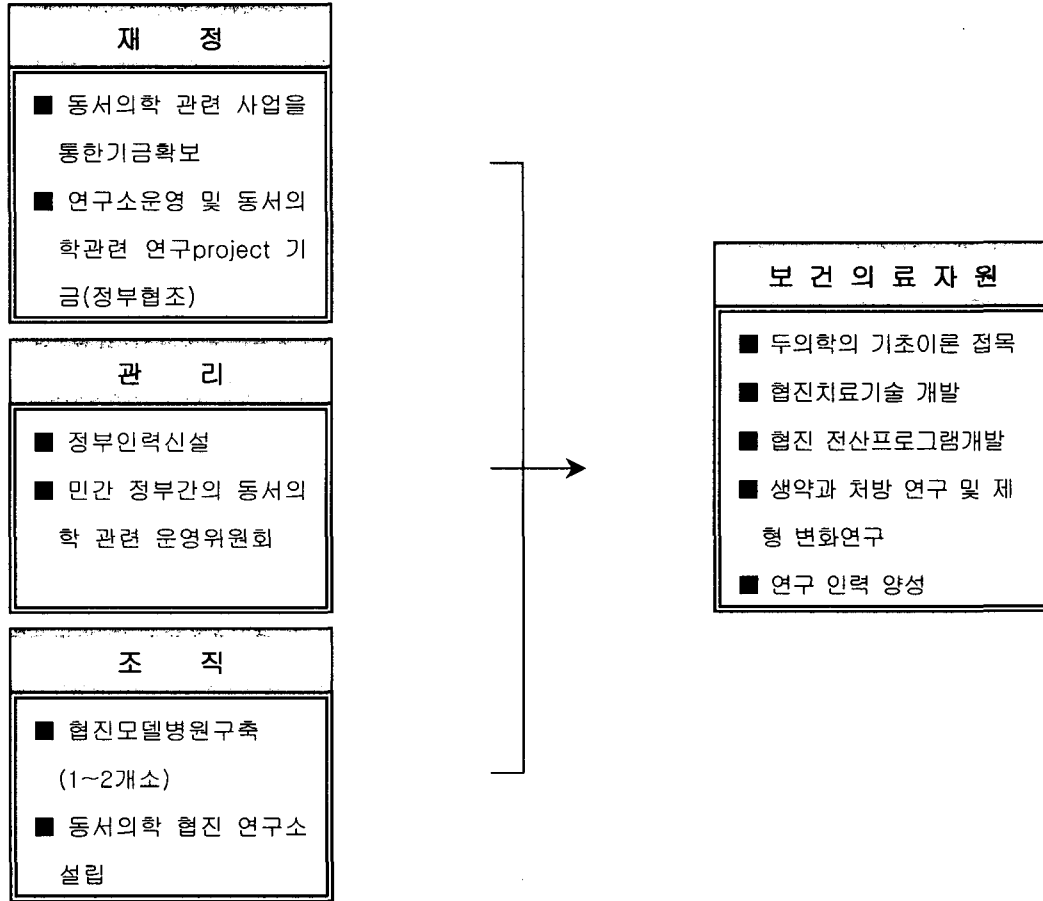 재 정
■ 동서의학 관련 사업을
통한기금확보
■ 연구소운영 및 동서의
학관련 연구project 기
금(정부협조)
관 리
■ 정부인력신설
■ 민간 정부간의 동서의
학 관련 운영위원회
조 직
■ 협진모델병원구축
(1~2개소)
■ 동서의학 협진 연구소
설립
보 건 의 료 자 원
■ 두의학의 기초이론 접목
■ 협진치료기술 개발
■ 협진 전산프로그램개발
■ 생약과 처방 연구 및 제
형 변화연구
■ 연구 인력 양성